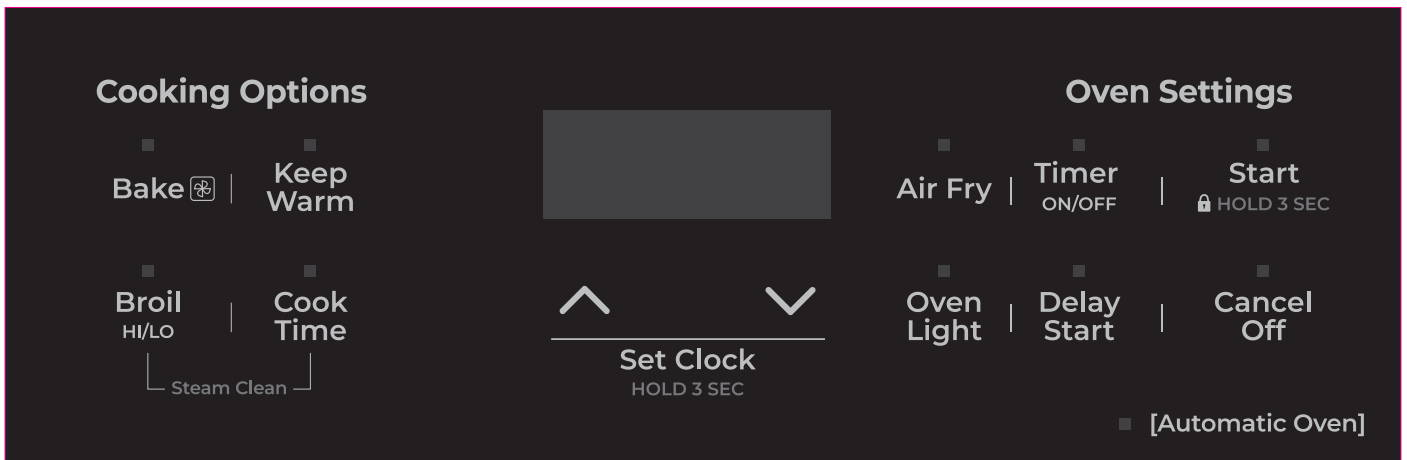 Cooking Options
Bake
Keep
Warm
Broil
HI/LO
Cook
Time
Steam Clean
Set Clock
HOLD 3 SEC
Oven Settings
Air Fry
Timer
ON/OFF
Start
HOLD 3 SEC
Oven
Light
Delay
Start
Cancel
Off
[Automatic Oven]